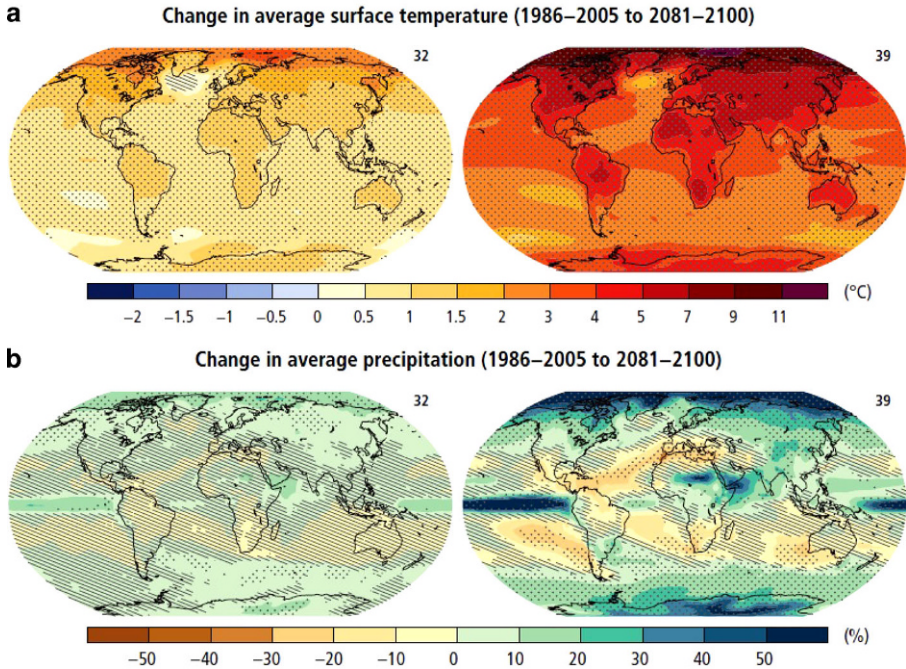 a
Change in average surface temperature (1986–2005 to 2081–2100)
32
39
−2 −1.5 −1 −0.5 0 0.5 1 1.5 2 3 4 5 7 9 11 (°C)
b
Change in average precipitation (1986–2005 to 2081–2100)
32
39
−50 −40 −30 −20 −10 0 10 20 30 40 50 (%)